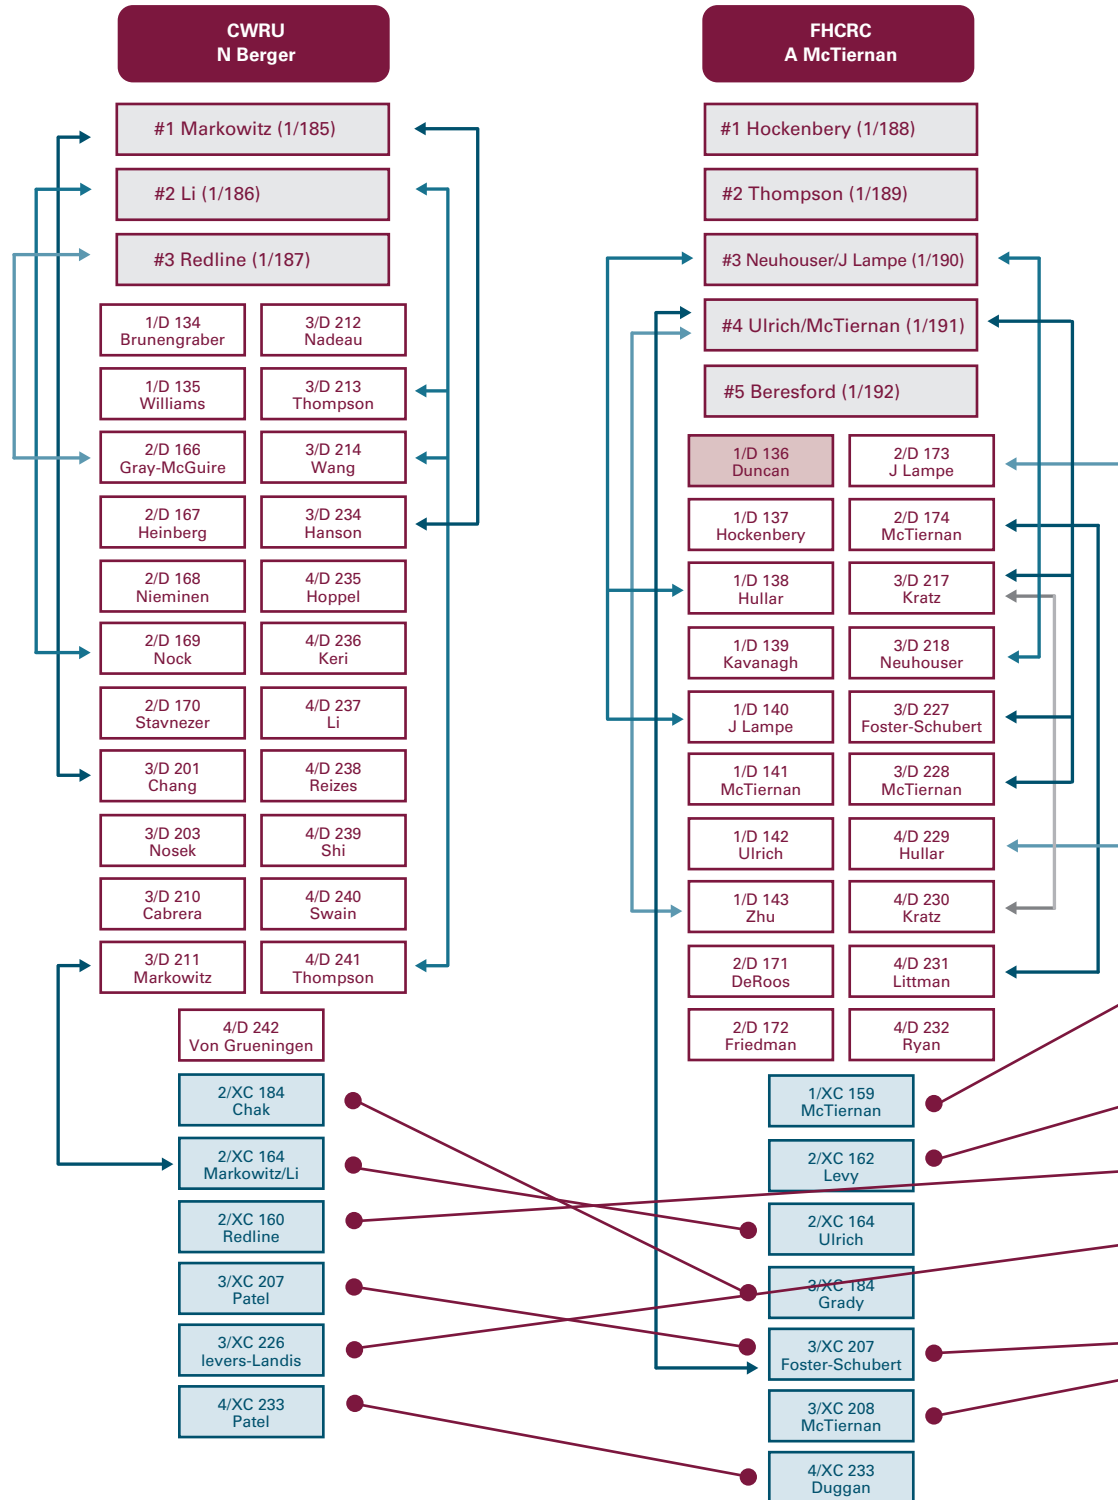 CWRU
N Berger
#1 Markowitz (1/185)
#2 Li (1/186)
#3 Redline (1/187)
1/D 134
Brunengraber
3/D 212
Nadeau
1/D 135
Williams
3/D 213
Thompson
2/D 166
Gray-McGuire
3/D 214
Wang
2/D 167
Heinberg
3/D 234
Hanson
2/D 168
Nieminen
4/D 235
Hoppel
2/D 169
Nock
4/D 236
Keri
2/D 170
Stavnezer
4/D 237
Li
3/D 201
Chang
4/D 238
Reizes
3/D 203
Nosek
4/D 239
Shi
3/D 210
Cabrera
4/D 240
Swain
3/D 211
Markowitz
4/D 241
Thompson
4/D 242
Von Grueningen
2/XC 184
Chak
2/XC 164
Markowitz/Li
2/XC 160
Redline
3/XC 207
Patel
3/XC 226
Ievers-Landis
4/XC 233
Patel
FHCRC
A McTiernan
#1 Hockenbery (1/188)
#2 Thompson (1/189)
#3 Neuhouser/J Lampe (1/190)
#4 Ulrich/McTiernan (1/191)
#5 Beresford (1/192)
1/D 136
Duncan
2/D 173
J Lampe
1/D 137
Hockenbery
2/D 174
McTiernan
1/D 138
Hullar
3/D 217
Kratz
1/D 139
Kavanagh
3/D 218
Neuhouser
1/D 140
J Lampe
3/D 227
Foster-Schubert
1/D 141
McTiernan
3/D 228
McTiernan
1/D 142
Ulrich
4/D 229
Hullar
1/D 143
Zhu
4/D 230
Kratz
2/D 171
DeRoos
4/D 231
Littman
2/D 172
Friedman
4/D 232
Ryan
1/XC 159
McTiernan
2/XC 162
Levy
2/XC 164
Ulrich
3/XC 184
Grady
3/XC 207
Foster-Schubert
3/XC 208
McTiernan
4/XC 233
Duggan